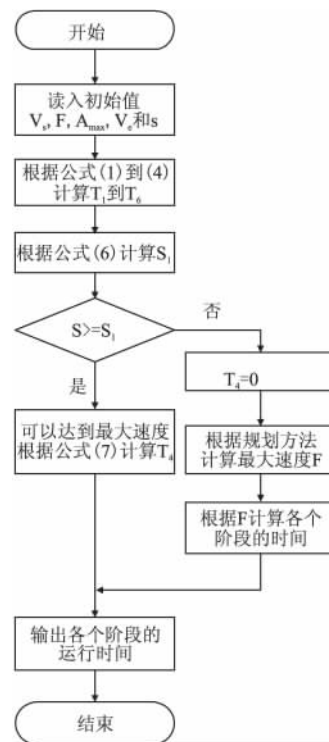 开始
读入初始值
Vₛ, F, Aₘₐₓ, Vₑ和s
根据公式(1)到(4)
计算T₁到T₆
根据公式(6)计算S₁
S>=S₁
否
是
T₄=0
可以达到最大速度
根据公式(7)计算T₄
根据规划方法
计算最大速度F
根据F计算各个
阶段的时间
输出各个阶段的
运行时间
结束